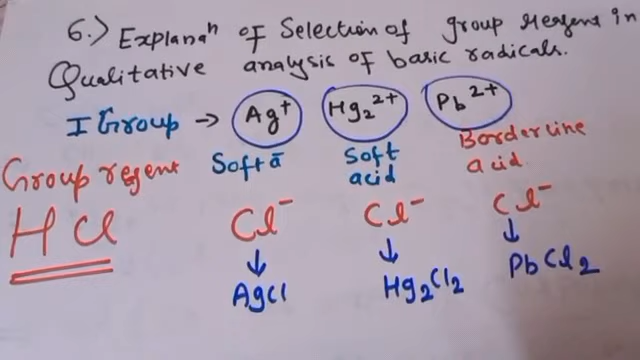 6.) Explanaⁿ of Selection of group reagent in
Qualitative analysis of basic radicals.
I Group → Ag⁺ Hg₂²⁺ Pb²⁺
Group regent Soft a Soft acid Borderline acid.
HCl Cl⁻ Cl⁻ Cl⁻
↓ ↓ ↓
AgCl Hg₂Cl₂ PbCl₂